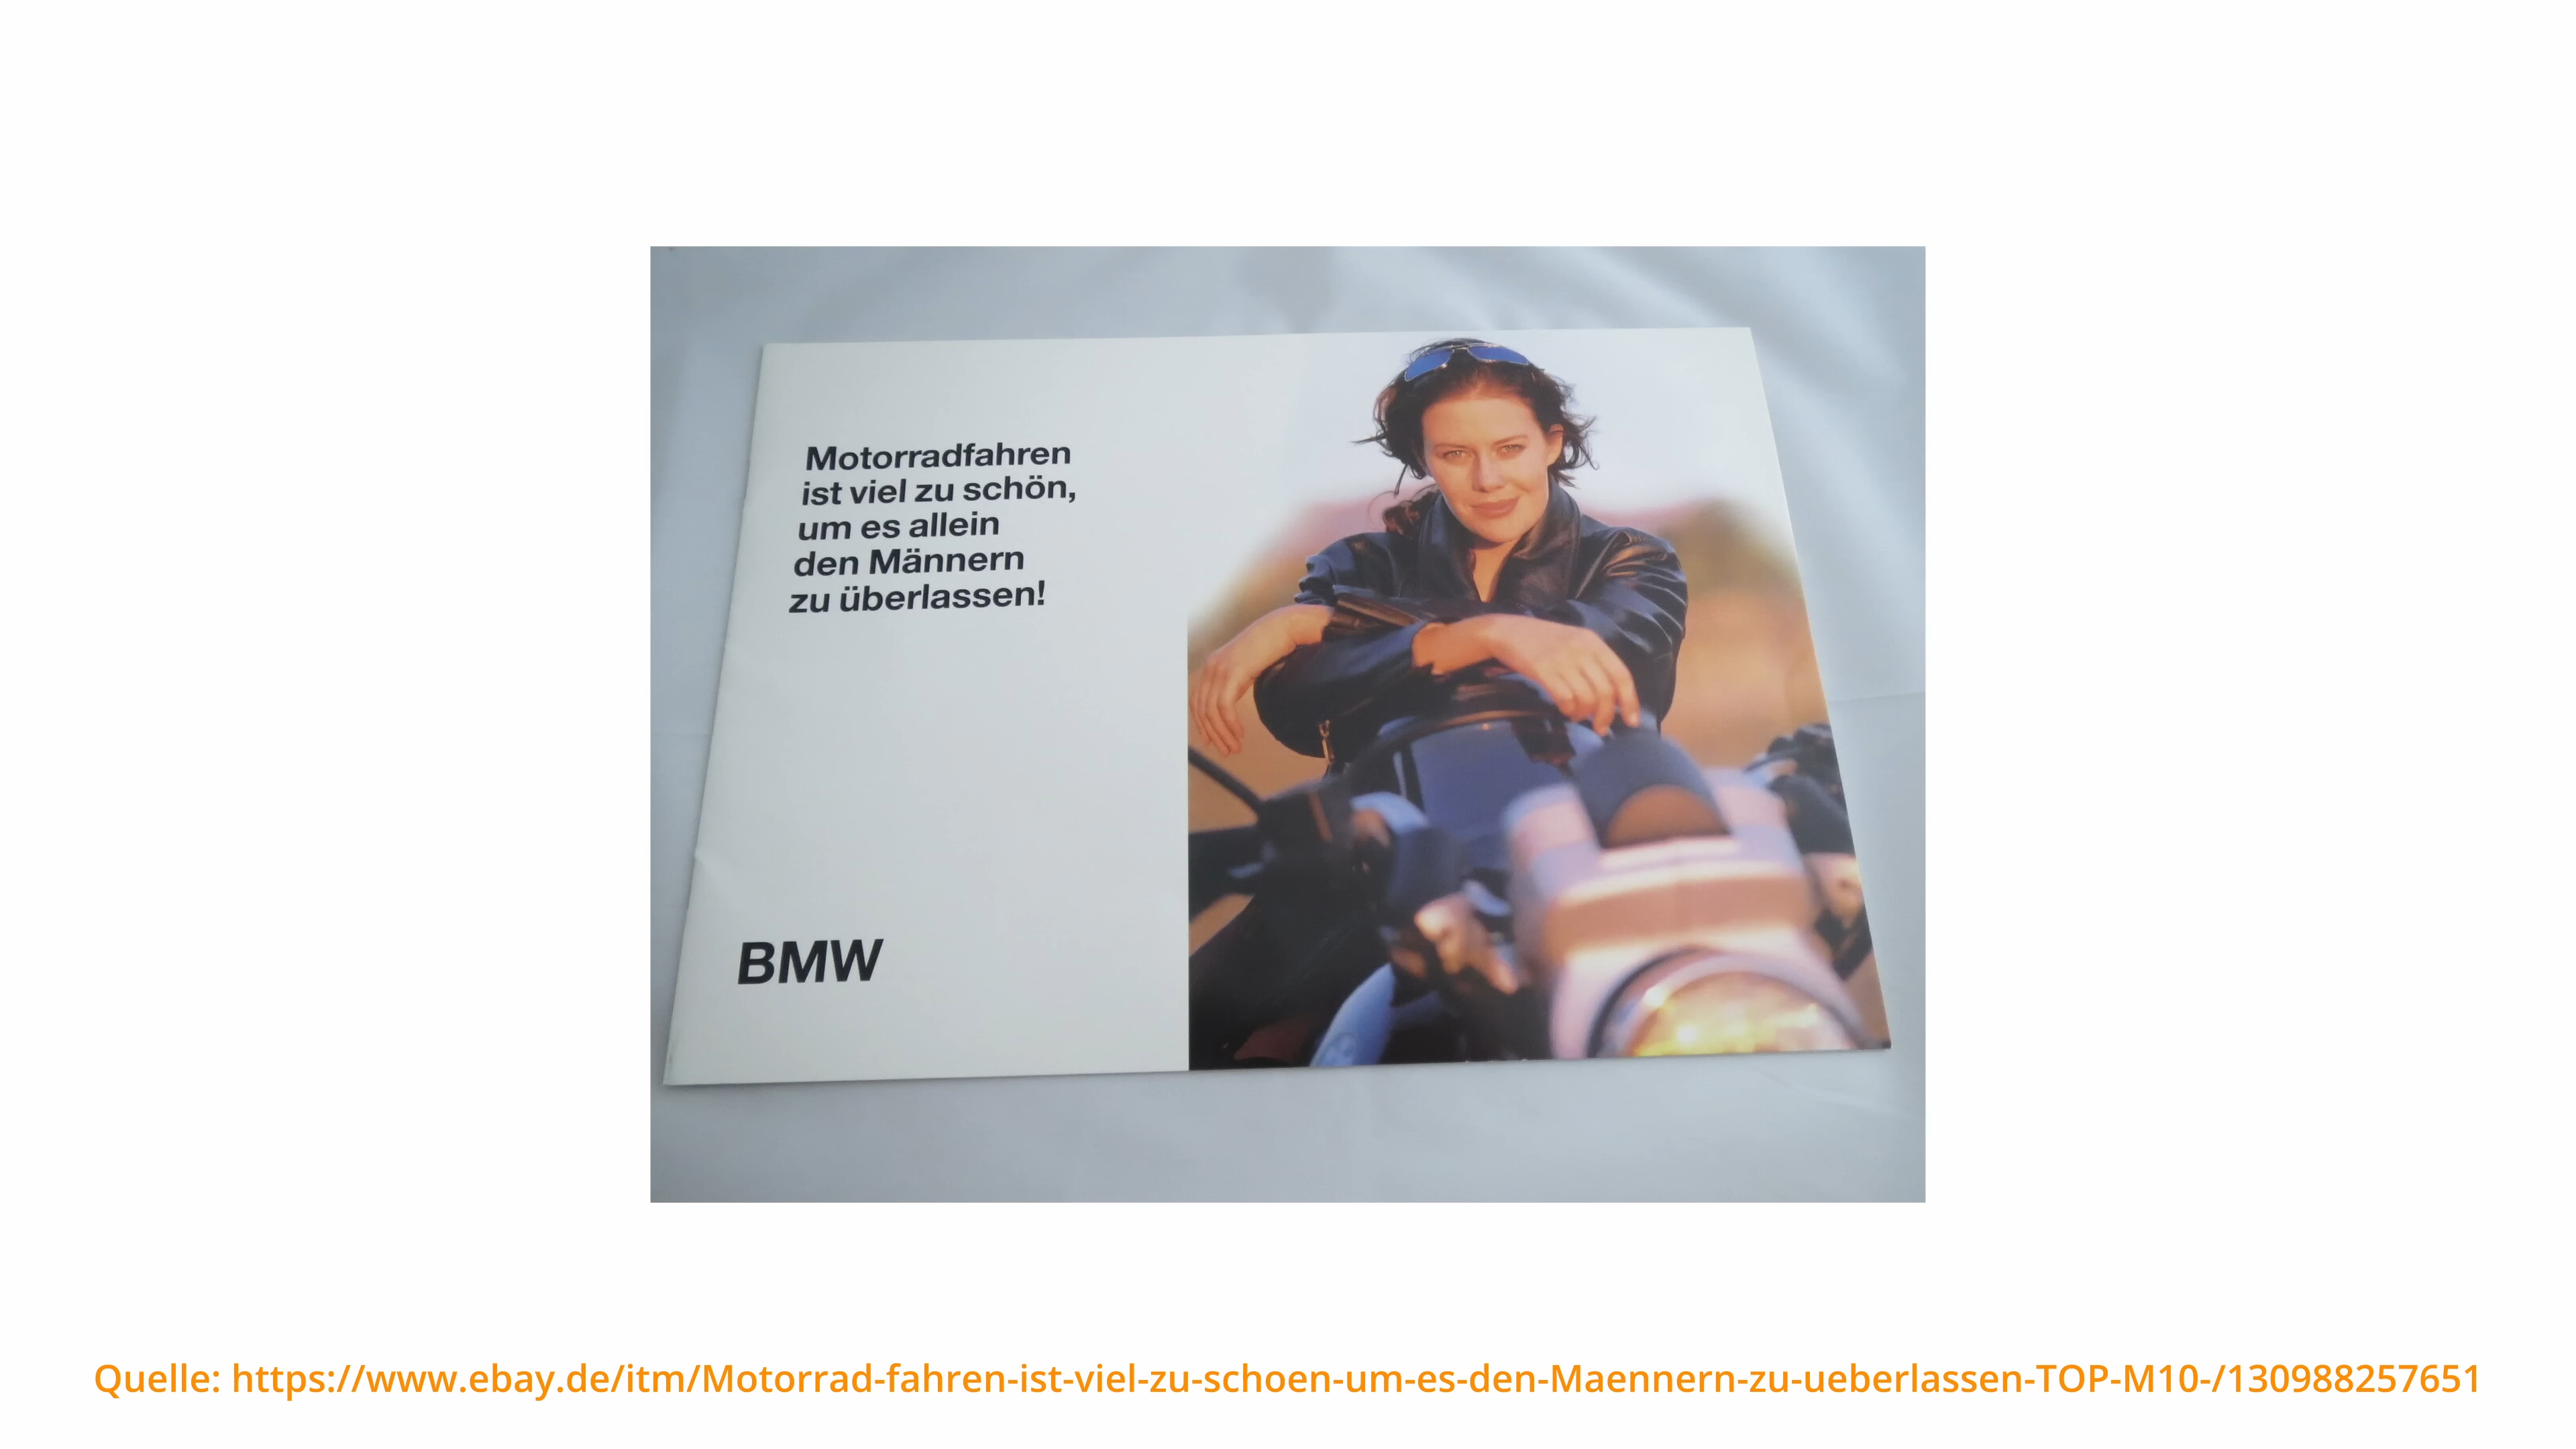 Motorradfahren
ist viel zu schön,
um es allein
den Männern
zu überlassen!
BMW
Quelle: https://www.ebay.de/itm/Motorrad-fahren-ist-viel-zu-schoen-um-es-den-Maennern-zu-ueberlassen-TOP-M10-/130988257651